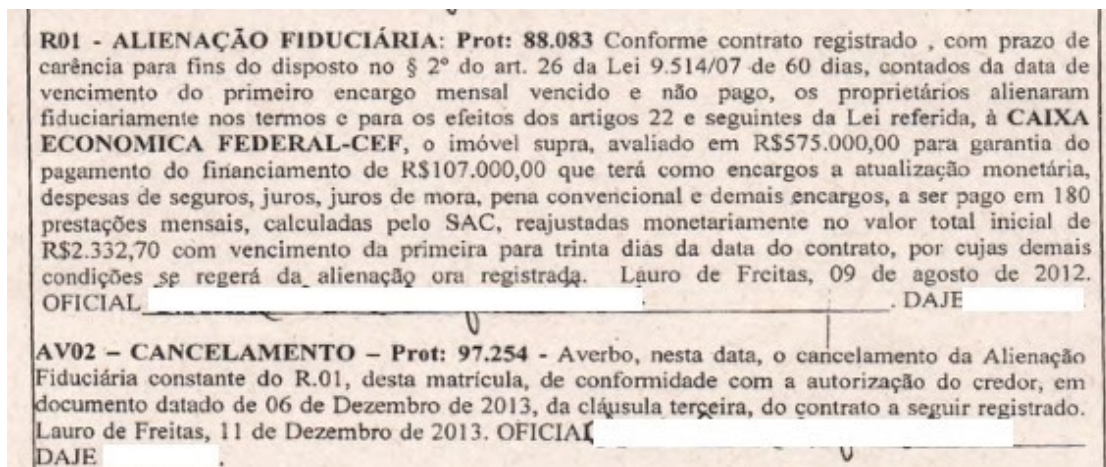 R01 - ALIENAÇÃO FIDUCIÁRIA: Prot: 88.083 Conforme contrato registrado , com prazo de
carência para fins do disposto no § 2º do art. 26 da Lei 9.514/07 de 60 dias, contados da data de
vencimento do primeiro encargo mensal vencido e não pago, os proprietários alienaram
fiduciariamente nos termos e para os efeitos dos artigos 22 e seguintes da Lei referida, à CAIXA
ECONOMICA FEDERAL-CEF, o imóvel supra, avaliado em R$575.000,00 para garantia do
pagamento do financiamento de R$107.000,00 que terá como encargos a atualização monetária,
despesas de seguros, juros, juros de mora, pena convencional e demais encargos, a ser pago em 180
prestações mensais, calculadas pelo SAC, reajustadas monetariamente no valor total inicial de
R$2.332,70 com vencimento da primeira para trinta dias da data do contrato, por cujas demais
condições se regerá da alienação ora registrada. Lauro de Freitas, 09 de agosto de 2012.
OFICIAL . DAJE
AV02 – CANCELAMENTO – Prot: 97.254 - Averbo, nesta data, o cancelamento da Alienação
Fiduciária constante do R.01, desta matrícula, de conformidade com a autorização do credor, em
documento datado de 06 de Dezembro de 2013, da cláusula terceira, do contrato a seguir registrado.
Lauro de Freitas, 11 de Dezembro de 2013. OFICIAL
DAJE .